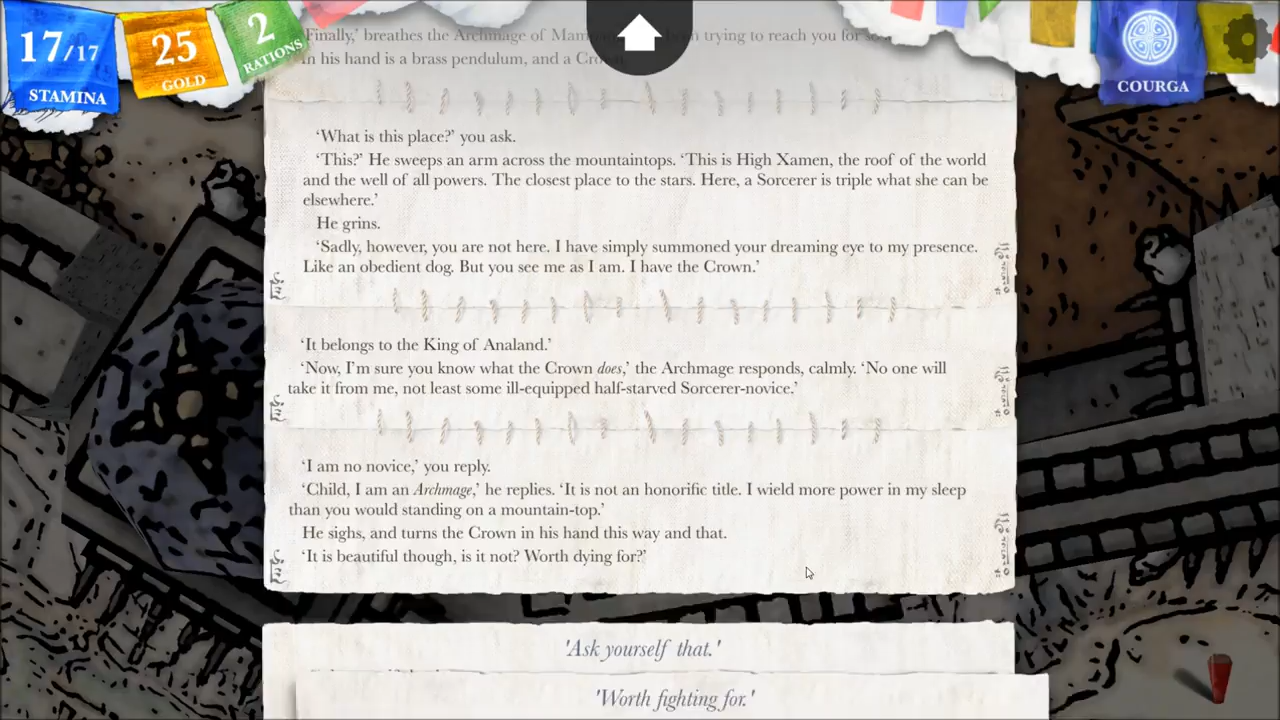 17/17
STAMINA
25
GOLD
2
RATIONS
COURGA
Finally,’ breathes the Archmage of trying to reach you for
In his hand is a brass pendulum, and a
‘What is this place?’ you ask.
‘This?’ He sweeps an arm across the mountaintops. ‘This is High Xamen, the roof of the world
and the well of all powers. The closest place to the stars. Here, a Sorcerer is triple what she can be
elsewhere.’
He grins.
‘Sadly, however, you are not here. I have simply summoned your dreaming eye to my presence.
Like an obedient dog. But you see me as I am. I have the Crown.’
‘It belongs to the King of Analand.’
‘Now, I’m sure you know what the Crown does,’ the Archmage responds, calmly. ‘No one will
take it from me, not least some ill-equipped half-starved Sorcerer-novice.’
‘I am no novice,’ you reply.
‘Child, I am an Archmage,’ he replies. ‘It is not an honorific title. I wield more power in my sleep
than you would standing on a mountain-top.’
He sighs, and turns the Crown in his hand this way and that.
‘It is beautiful though, is it not? Worth dying for?’
'Ask yourself that.'
'Worth fighting for.'